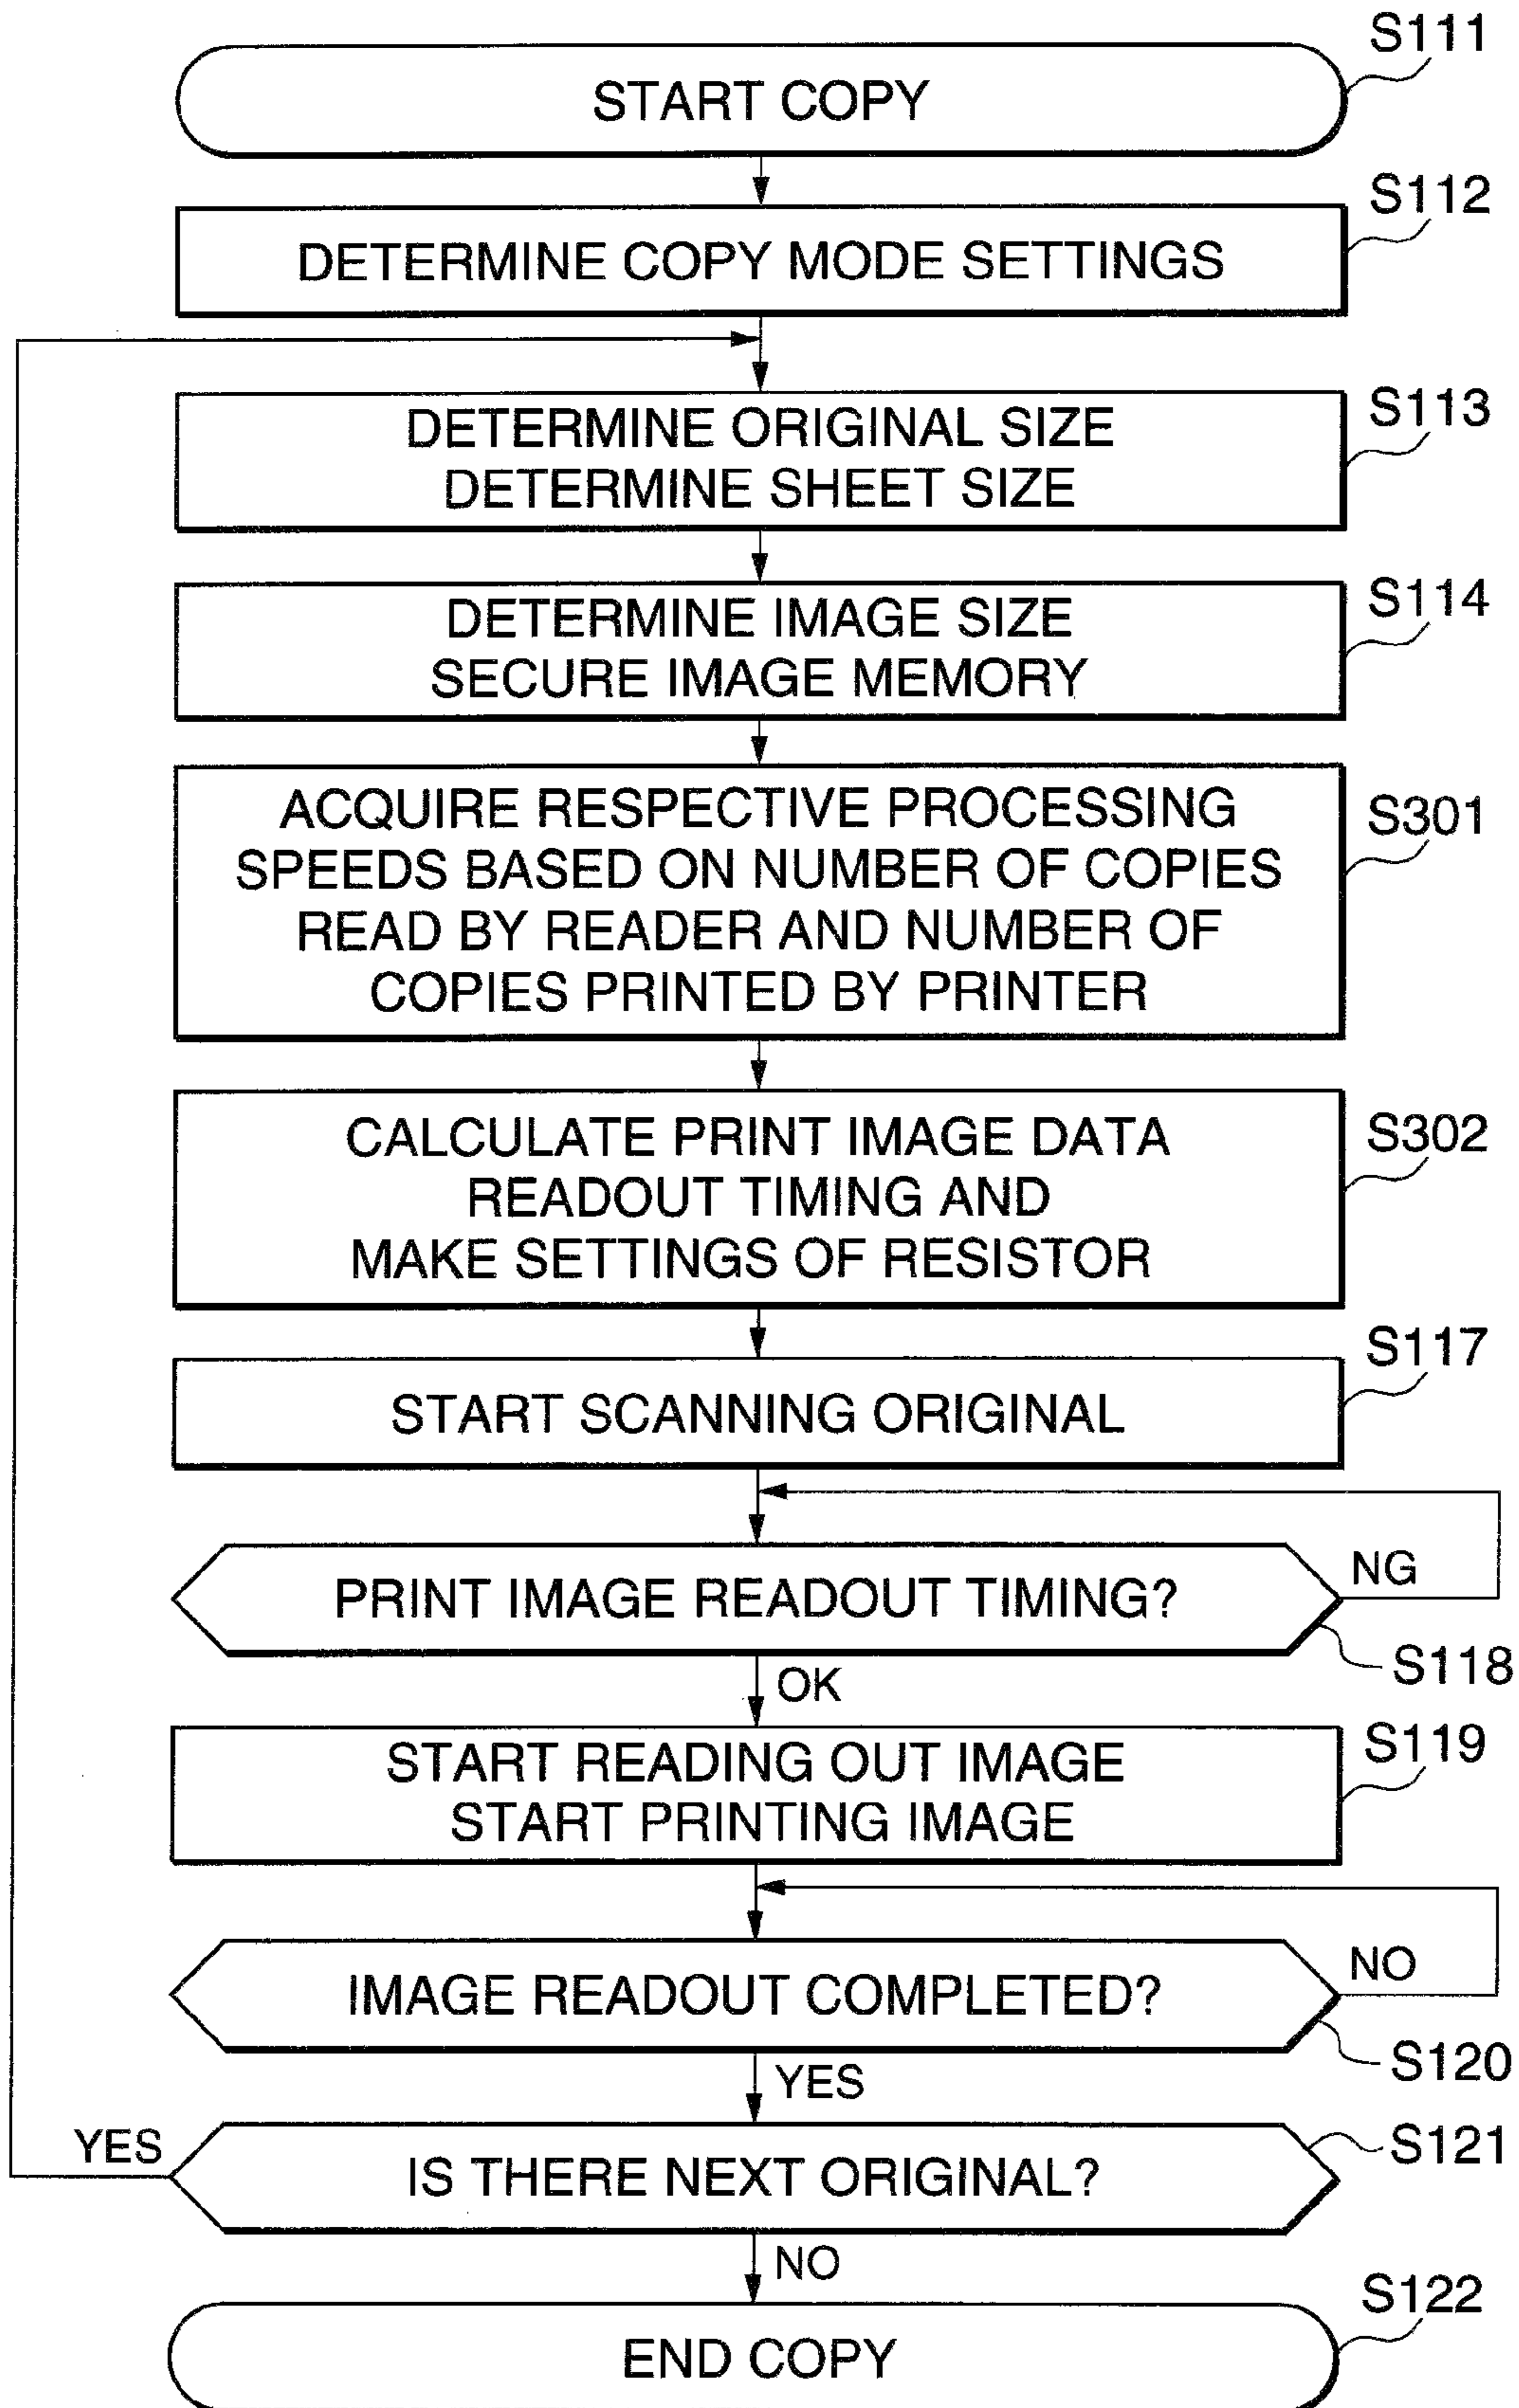 S111
START COPY
S112
DETERMINE COPY MODE SETTINGS
S113
DETERMINE ORIGINAL SIZE
DETERMINE SHEET SIZE
S114
DETERMINE IMAGE SIZE
SECURE IMAGE MEMORY
S301
ACQUIRE RESPECTIVE PROCESSING
SPEEDS BASED ON NUMBER OF COPIES
READ BY READER AND NUMBER OF
COPIES PRINTED BY PRINTER
S302
CALCULATE PRINT IMAGE DATA
READOUT TIMING AND
MAKE SETTINGS OF RESISTOR
S117
START SCANNING ORIGINAL
PRINT IMAGE READOUT TIMING?
NG
S118
OK
S119
START READING OUT IMAGE
START PRINTING IMAGE
IMAGE READOUT COMPLETED?
NO
S120
YES
S121
YES
IS THERE NEXT ORIGINAL?
NO
S122
END COPY